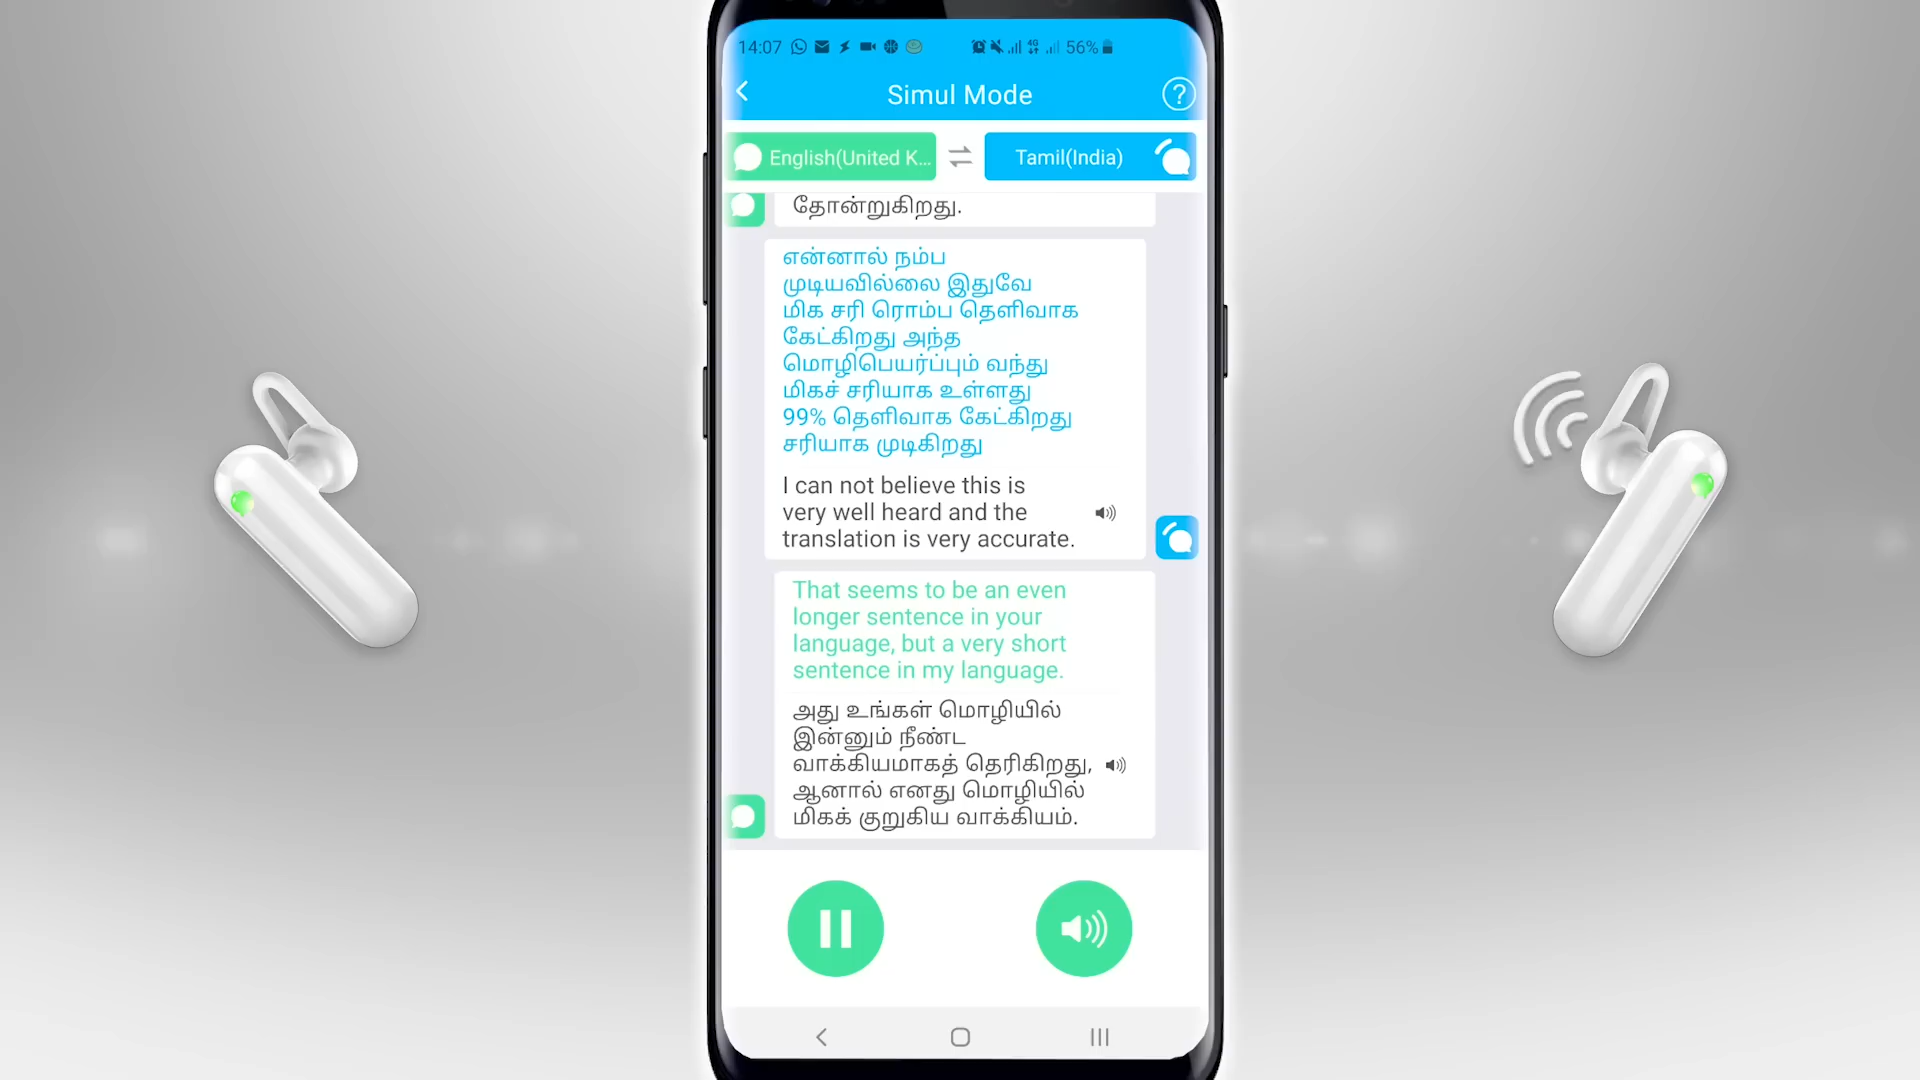 14:07
4G
56%
Simul Mode
?
English(United K...
Tamil(India)
தோன்றுகிறது.
என்னால் நம்ப
முடியவில்லை இதுவே
மிக சரி ரொம்ப தெளிவாக
கேட்கிறது அந்த
மொழிபெயர்ப்பும் வந்து
மிகச் சரியாக உள்ளது
99% தெளிவாக கேட்கிறது
சரியாக முடிகிறது
I can not believe this is
very well heard and the
translation is very accurate.
That seems to be an even
longer sentence in your
language, but a very short
sentence in my language.
அது உங்கள் மொழியில்
இன்னும் நீண்ட
வாக்கியமாகத் தெரிகிறது,
ஆனால் எனது மொழியில்
மிகக் குறுகிய வாக்கியம்.